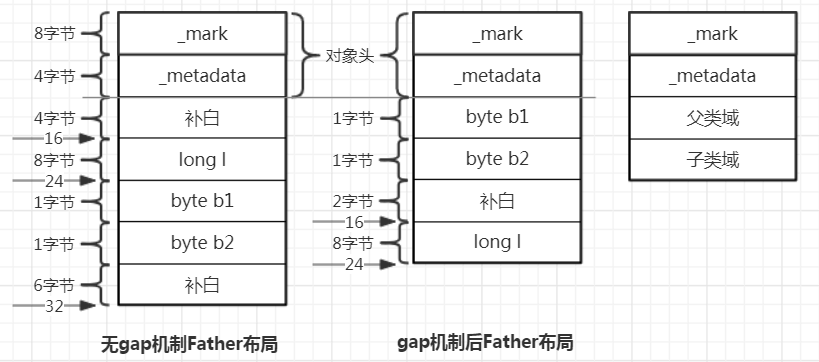 8字节
_mark
4字节
_metadata
4字节
补白
16
8字节
long l
24
1字节
byte b1
1字节
byte b2
6字节
补白
32
无gap机制Father布局
对象头
_mark
_metadata
1字节
byte b1
1字节
byte b2
2字节
补白
16
8字节
long l
24
gap机制后Father布局
_mark
_metadata
父类域
子类域